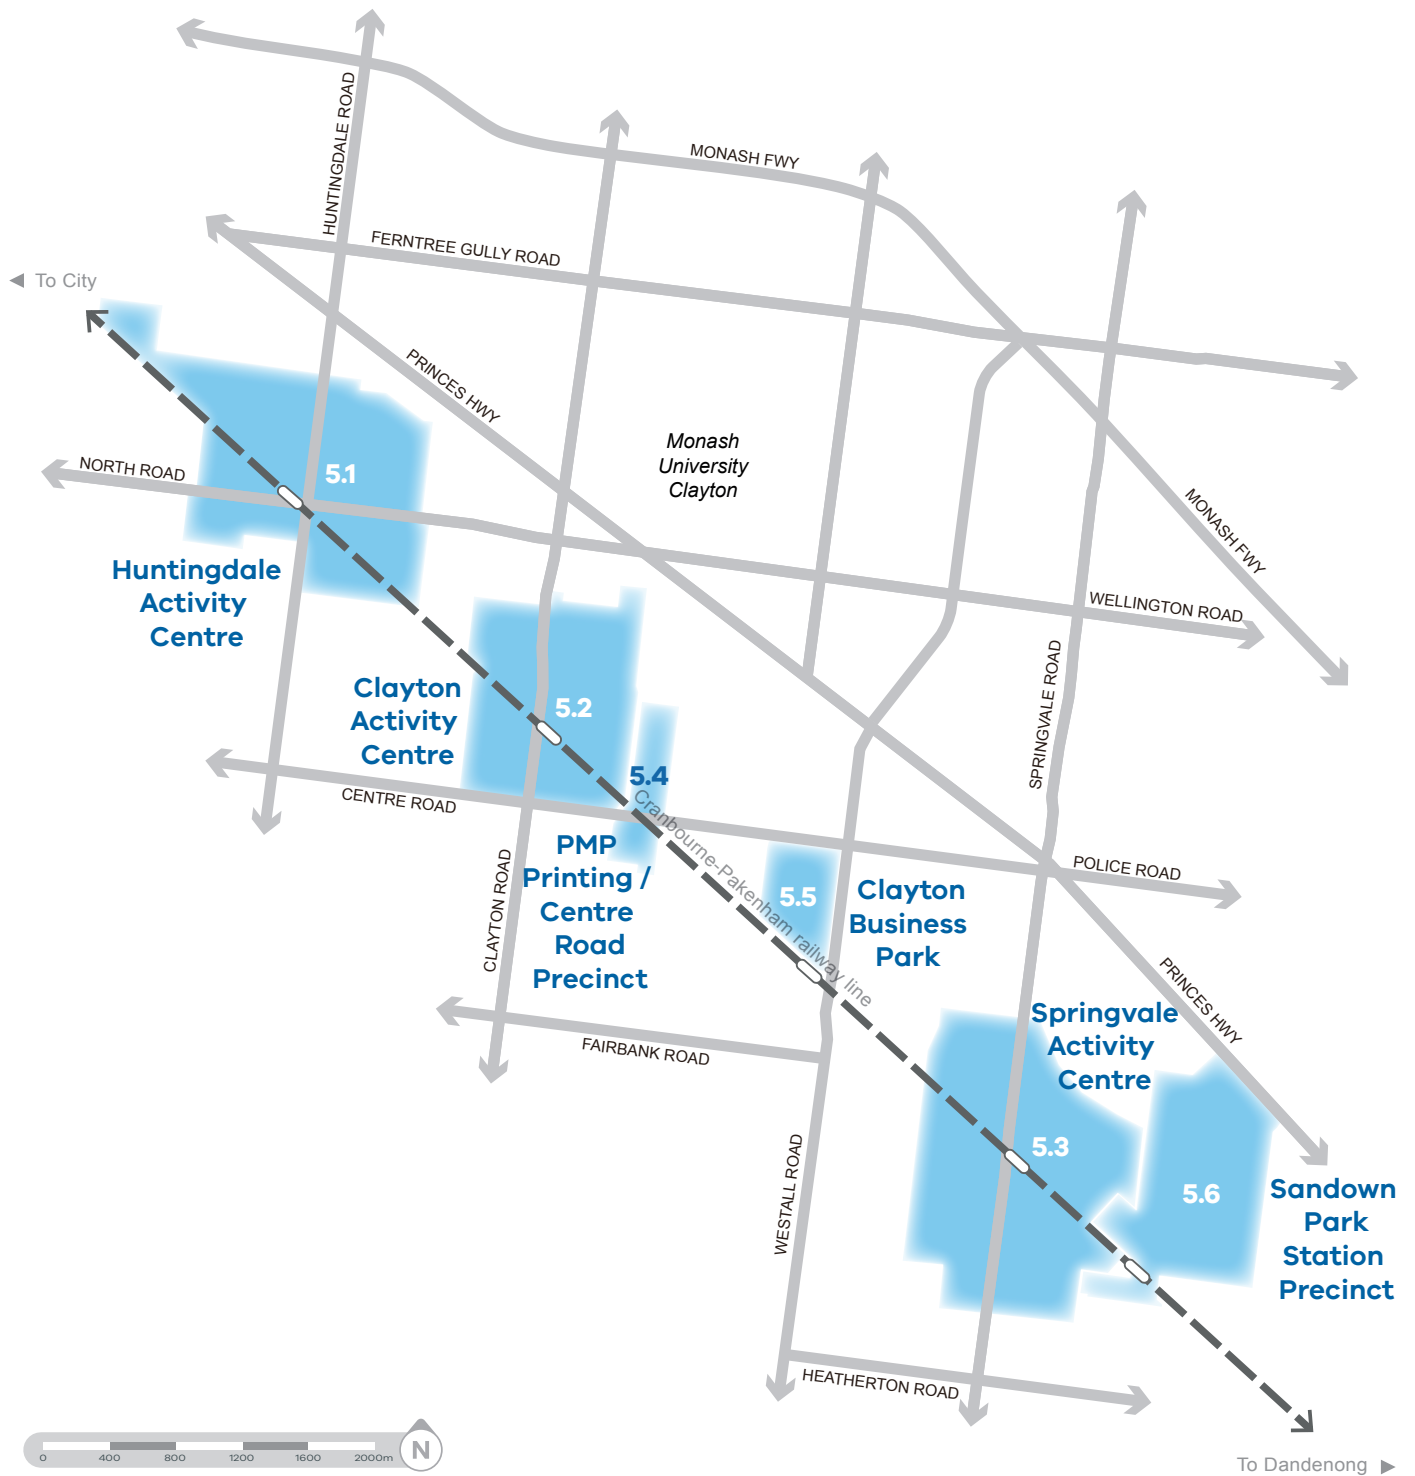 HUNTINGDALE ROAD
MONASH FWY
FERNTREE GULLY ROAD
◀ To City
PRINCES HWY
Monash
University
Clayton
NORTH ROAD
5.1
MONASH FWY
Huntingdale
Activity
Centre
WELLINGTON ROAD
SPRINGVALE ROAD
Clayton
Activity
Centre
5.2
5.4
CENTRE ROAD
Cranbourne-Pakenham railway line
PMP
Printing /
Centre
Road
Precinct
CLAYTON ROAD
5.5
Clayton
Business
Park
POLICE ROAD
PRINCES HWY
FAIRBANK ROAD
Springvale
Activity
Centre
5.3
WESTALL ROAD
5.6
Sandown
Park
Station
Precinct
HEATHERTON ROAD
0 400 800 1200 1600 2000m
N
To Dandenong ▶